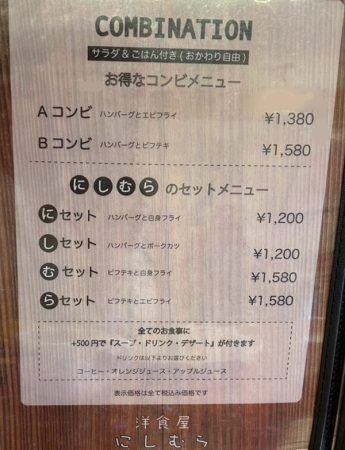 COMBINATION
サラダ&ごはん付き(おかわり自由)
お得なコンビメニュー
Aコンビ ハンバーグとエビフライ ¥1,380
Bコンビ ハンバーグとビフテキ ¥1,580
にしむらのセットメニュー
にセット ハンバーグと白身フライ ¥1,200
しセット ハンバーグとポークカツ ¥1,200
むセット ビフテキと白身フライ ¥1,580
らセット ビフテキとエビフライ ¥1,580
全てのお食事に
+500円で『スープ・ドリンク・デザート』が付きます
ドリンクは以下よりお選びください
コーヒー・オレンジジュース・アップルジュース
表示価格は全て税込み価格です
洋食屋
にしむら